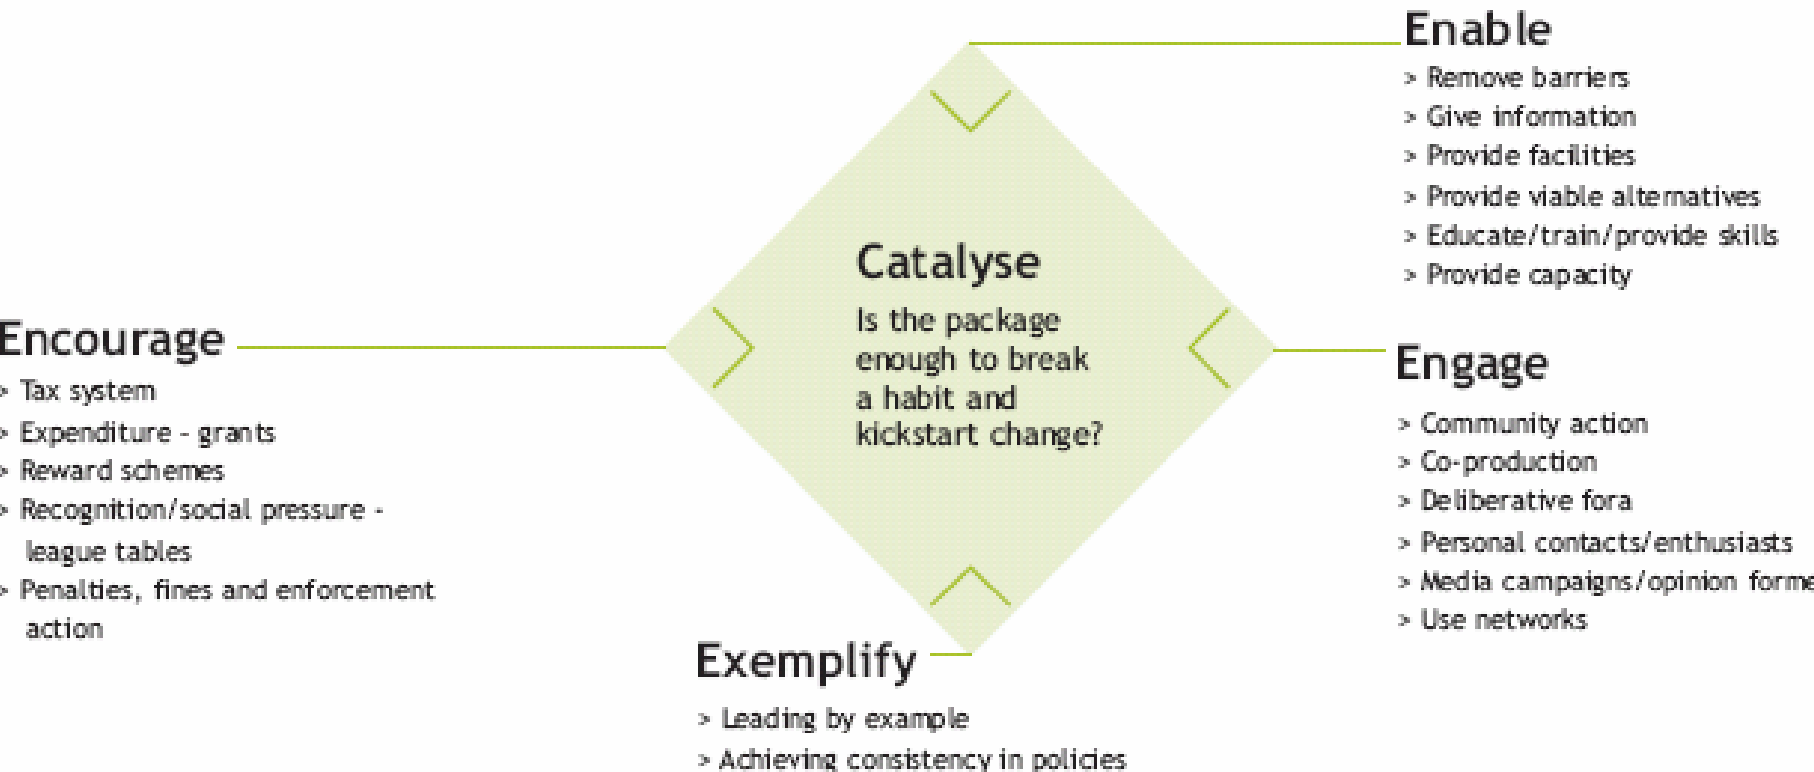 Enable
> Remove barriers
> Give information
> Provide facilities
> Provide viable alternatives
> Educate/train/provide skills
> Provide capacity
Catalyse
Is the package
enough to break
a habit and
kickstart change?
Encourage
> Tax system
> Expenditure - grants
> Reward schemes
> Recognition/social pressure -
league tables
> Penalties, fines and enforcement
action
Engage
> Community action
> Co-production
> Deliberative fora
> Personal contacts/enthusiasts
> Media campaigns/opinion
> Use networks
Exemplify
> Leading by example
> Achieving consistency in policies